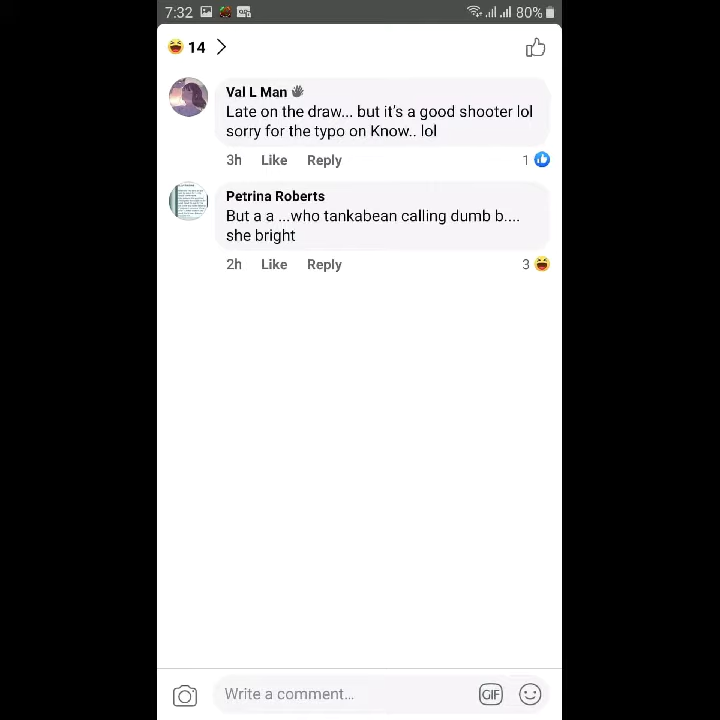 7:32 80%
14
Val L Man
Late on the draw... but it's a good shooter lol
sorry for the typo on Know.. lol
3h Like Reply 1
Petrina Roberts
But a a ...who tankabean calling dumb b....
she bright
2h Like Reply 3
Write a comment... GIF